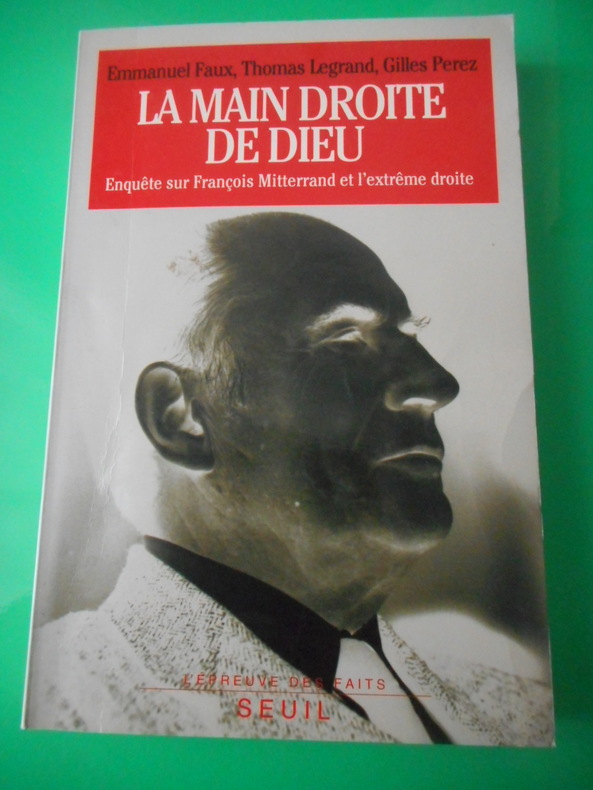 Emmanuel Faux, Thomas Legrand, Gilles Perez
LA MAIN DROITE
DE DIEU
Enquête sur François Mitterrand et l'extrême droite
L'ÉPREUVE DES FAITS
SEUIL